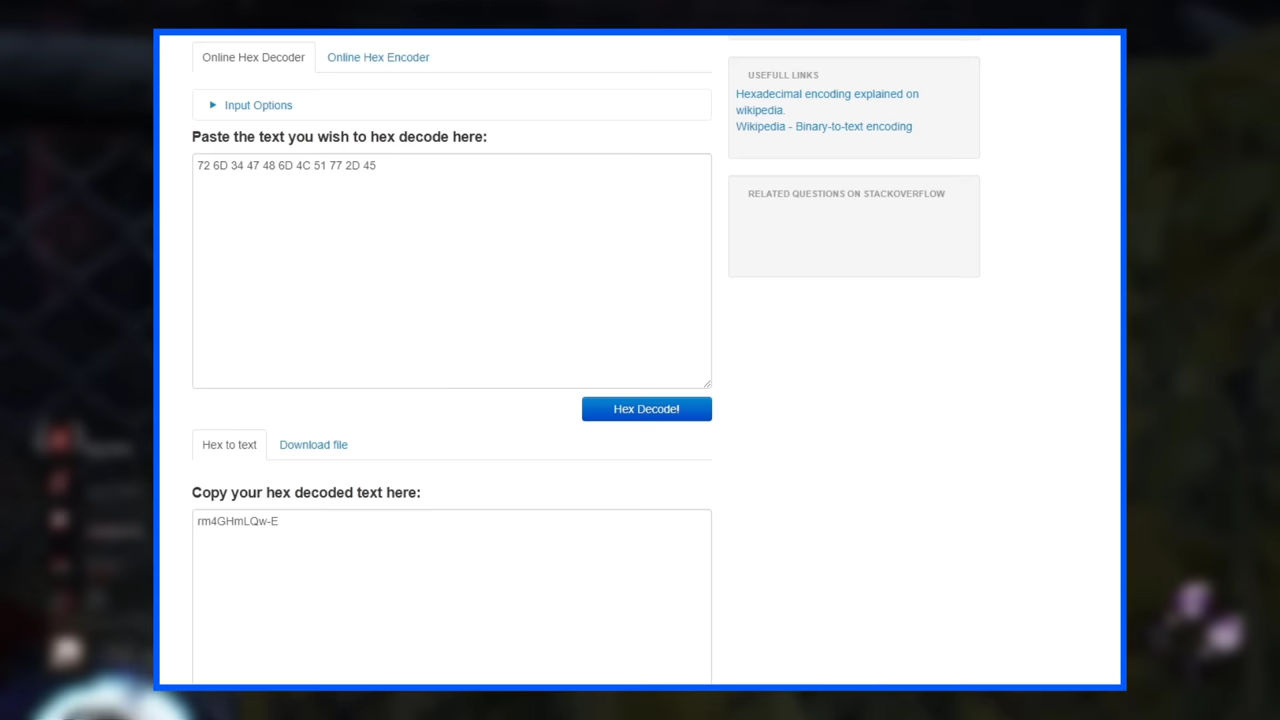 Online Hex Decoder
Online Hex Encoder
Input Options
Paste the text you wish to hex decode here:
72 6D 34 47 48 6D 4C 51 77 2D 45
Hex Decode!
Hex to text
Download file
Copy your hex decoded text here:
rm4GHmLQw-E
USEFULL LINKS
Hexadecimal encoding explained on
wikipedia.
Wikipedia - Binary-to-text encoding
RELATED QUESTIONS ON STACKOVERFLOW